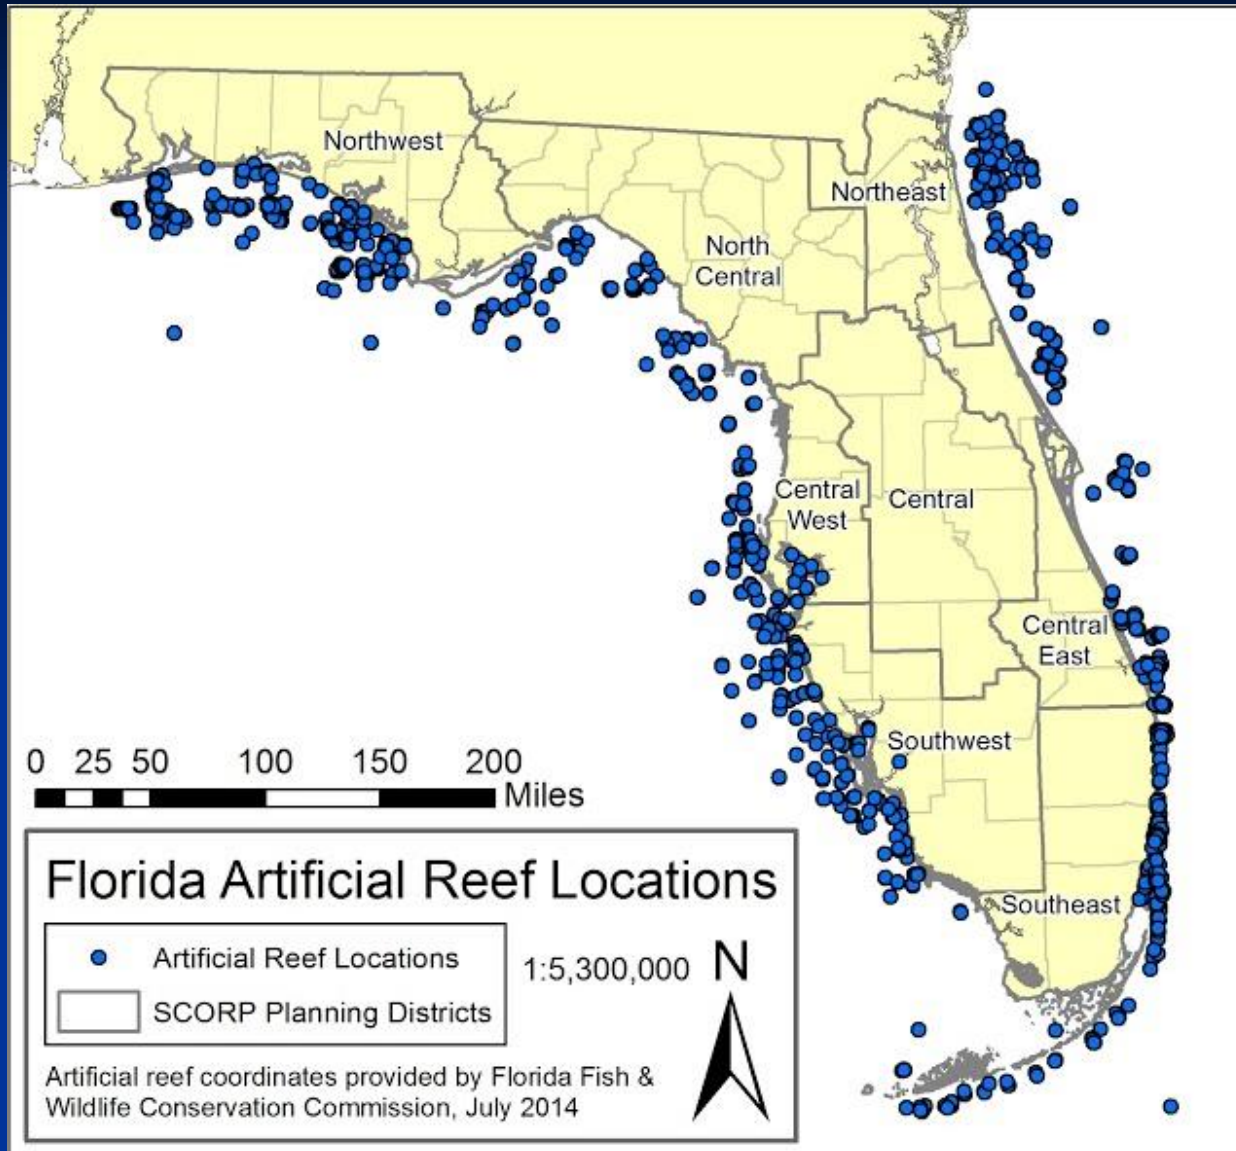 Northwest
Northeast
North
Central
Central
West
Central
Central
East
Southwest
Southeast
0 25 50 100 150 200
Miles
Florida Artificial Reef Locations
Artificial Reef Locations
1:5,300,000
N
SCORP Planning Districts
Artificial reef coordinates provided by Florida Fish &
Wildlife Conservation Commission, July 2014